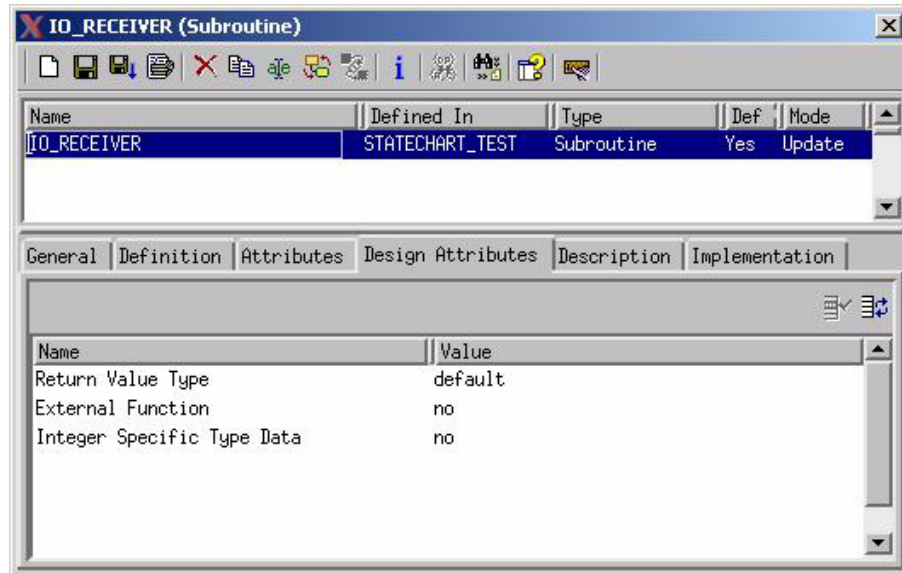 IO_RECEIVER (Subroutine)
Name Defined In Type Def Mode
IO_RECEIVER STATECHART_TEST Subroutine Yes Update
General Definition Attributes Design Attributes Description Implementation
Name Value
Return Value Type default
External Function no
Integer Specific Type Data no